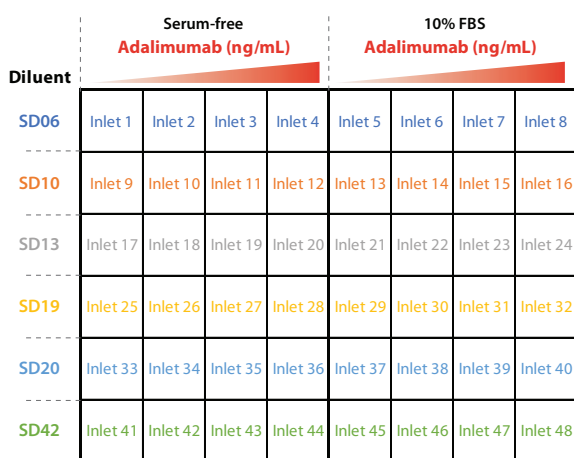 Serum-free 10% FBS
Adalimumab (ng/mL) Adalimumab (ng/mL)
Diluent
SD06 Inlet 1 Inlet 2 Inlet 3 Inlet 4 Inlet 5 Inlet 6 Inlet 7 Inlet 8
SD10 Inlet 9 Inlet 10 Inlet 11 Inlet 12 Inlet 13 Inlet 14 Inlet 15 Inlet 16
SD13 Inlet 17 Inlet 18 Inlet 19 Inlet 20 Inlet 21 Inlet 22 Inlet 23 Inlet 24
SD19 Inlet 25 Inlet 26 Inlet 27 Inlet 28 Inlet 29 Inlet 30 Inlet 31 Inlet 32
SD20 Inlet 33 Inlet 34 Inlet 35 Inlet 36 Inlet 37 Inlet 38 Inlet 39 Inlet 40
SD42 Inlet 41 Inlet 42 Inlet 43 Inlet 44 Inlet 45 Inlet 46 Inlet 47 Inlet 48